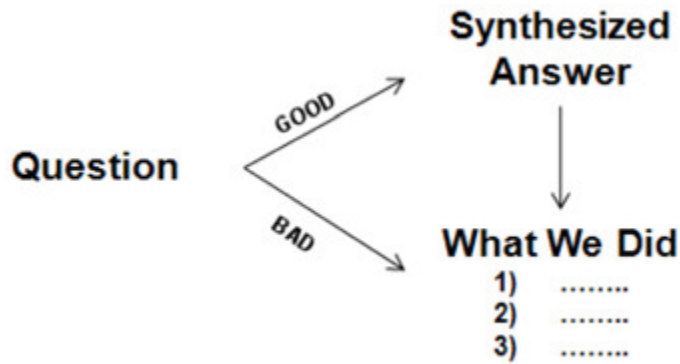 Synthesized
Answer
GOOD
Question
BAD
What We Did
1) ........
2) ........
3) ........